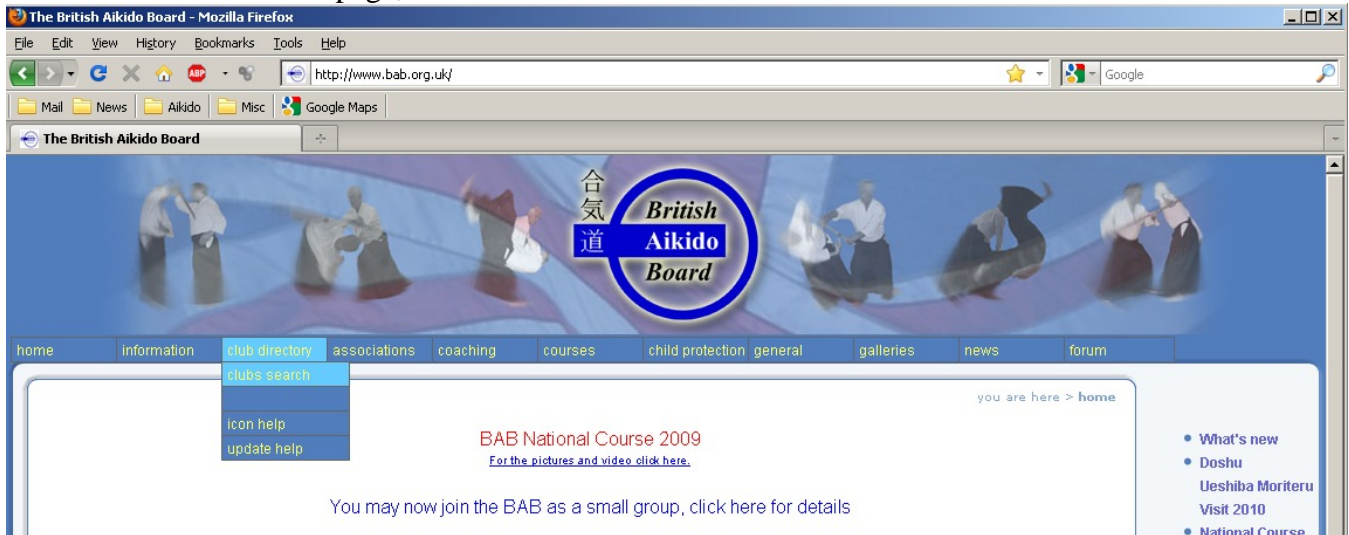 The British Aikido Board - Mozilla Firefox
File Edit View History Bookmarks Tools Help
ABP http://www.bab.org.uk/ Google
Mail News Aikido Misc Google Maps
The British Aikido Board
合
気
道
British
Aikido
Board
home information club directory associations coaching courses child protection general galleries news forum
clubs search
icon help
update help
you are here > home
BAB National Course 2009
For the pictures and video click here.
You may now join the BAB as a small group, click here for details
What's new
Doshu
Ueshiba Moriteru
Visit 2010
National Course